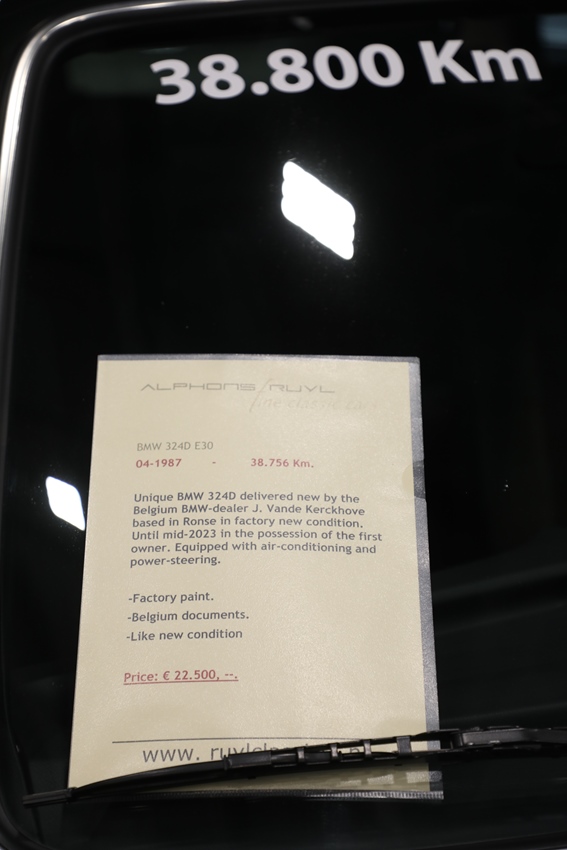 38.800 Km
ALPHONS RUYL
fine classic cars
BMW 324D E30
04-1987 - 38.756 Km.
Unique BMW 324D delivered new by the
Belgium BMW-dealer J. Vande Kerckhove
based in Ronse in factory new condition.
Until mid-2023 in the possession of the first
owner. Equipped with air-conditioning and
power-steering.
-Factory paint.
-Belgium documents.
-Like new condition
Price: € 22.500, --.
www.